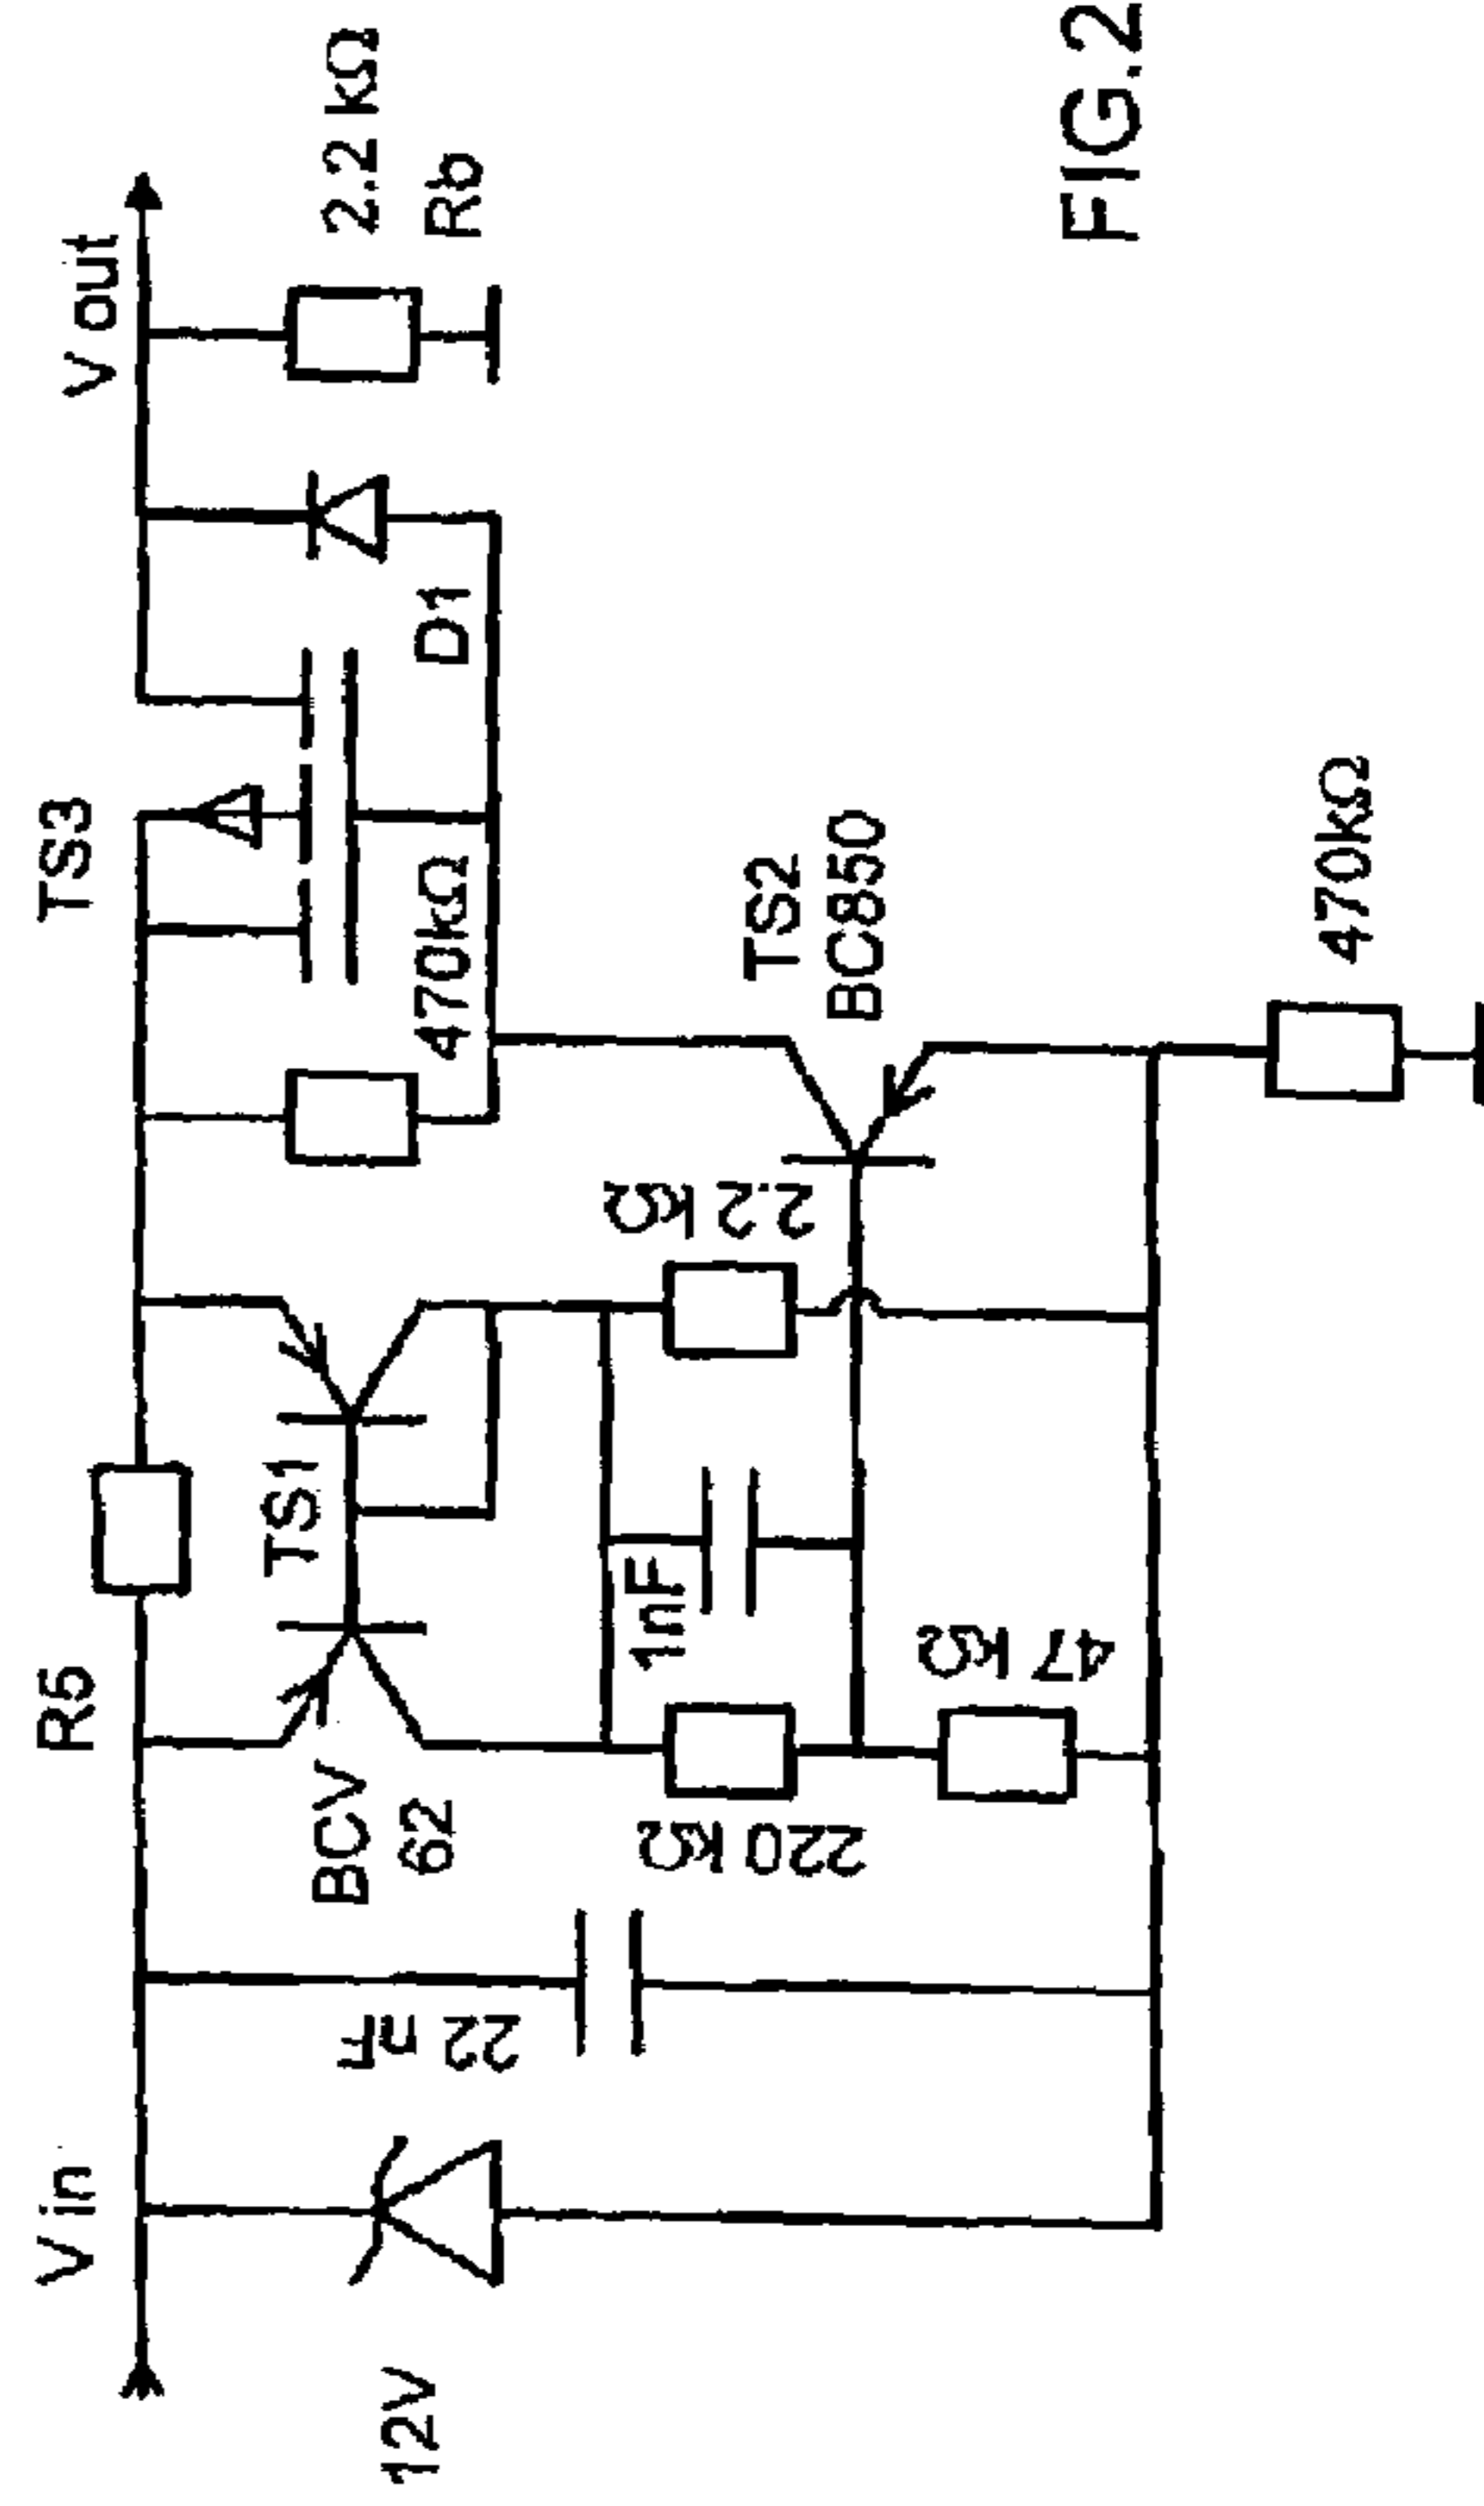 V in
12V
22 nF
R5
BCV
62
TS1
TS3
470KΩ
D1
V out
2.2 KΩ
R8
1nF
220 KΩ
47 KΩ
2.2 KΩ
TS2
BC850
470KΩ
FIG.2